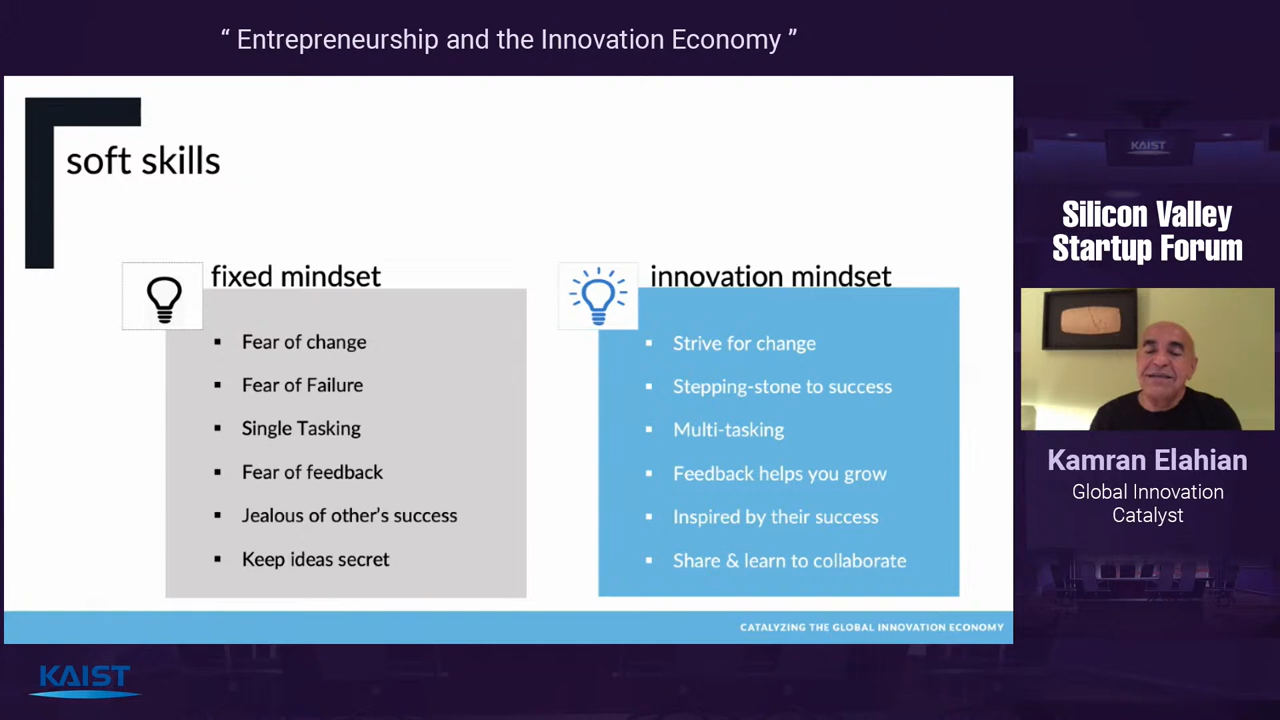 “ Entrepreneurship and the Innovation Economy ”
soft skills
fixed mindset
▪ Fear of change
▪ Fear of Failure
▪ Single Tasking
▪ Fear of feedback
▪ Jealous of other’s success
▪ Keep ideas secret
innovation mindset
▪ Strive for change
▪ Stepping-stone to success
▪ Multi-tasking
▪ Feedback helps you grow
▪ Inspired by their success
▪ Share & learn to collaborate
CATALYZING THE GLOBAL INNOVATION ECONOMY
KAIST
Silicon Valley
Startup Forum
Kamran Elahian
Global Innovation
Catalyst
KAIST